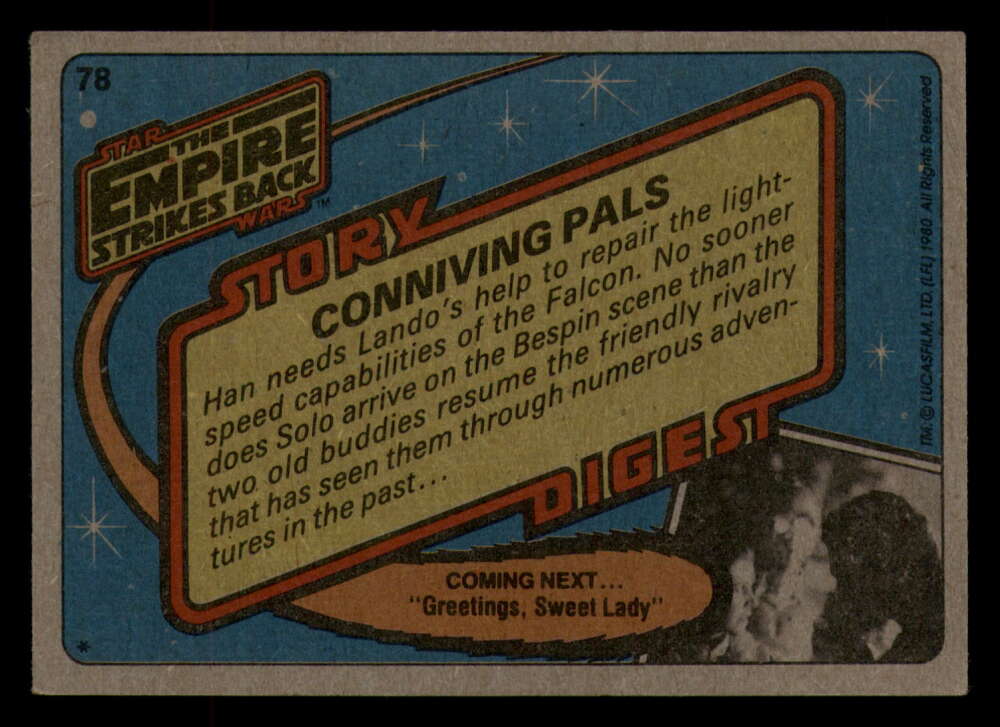 78
STAR
THE
EMPIRE
STRIKES BACK
WARS™
STORY
CONNIVING PALS
Han needs Lando's help to repair the light-
speed capabilities of the Falcon. No sooner
does Solo arrive on the Bespin scene than the
two old buddies resume the friendly rivalry
that has seen them through numerous adven-
tures in the past...
DIGEST
COMING NEXT...
"Greetings, Sweet Lady"
*
TM: © LUCASFILM, LTD. (LFL) 1980. All Rights Reserved